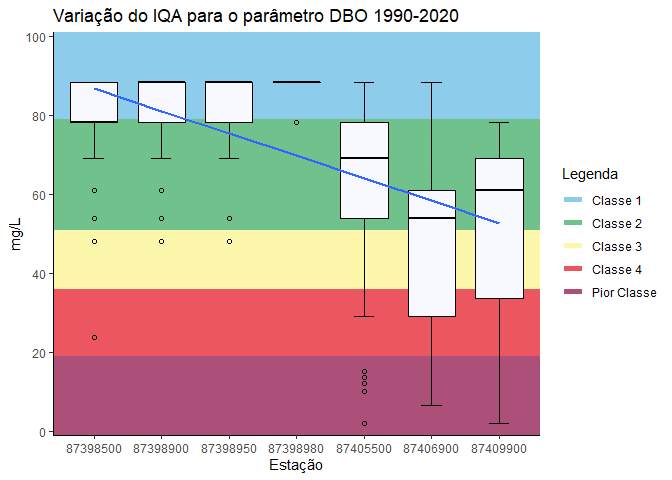 Variação do IQA para o parâmetro DBO 1990-2020
mg/L
100
80
60
40
20
0
87398500 87398900 87398950 87398980 87405500 87406900 87409900
Estação
Legenda
Classe 1
Classe 2
Classe 3
Classe 4
Pior Classe